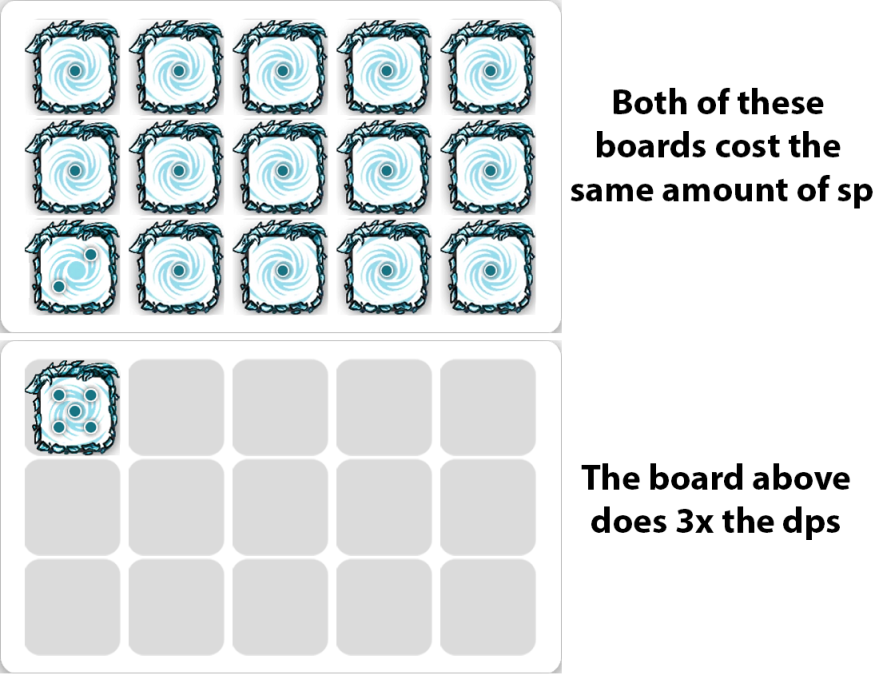 Both of these
boards cost the
same amount of sp
The board above
does 3x the dps